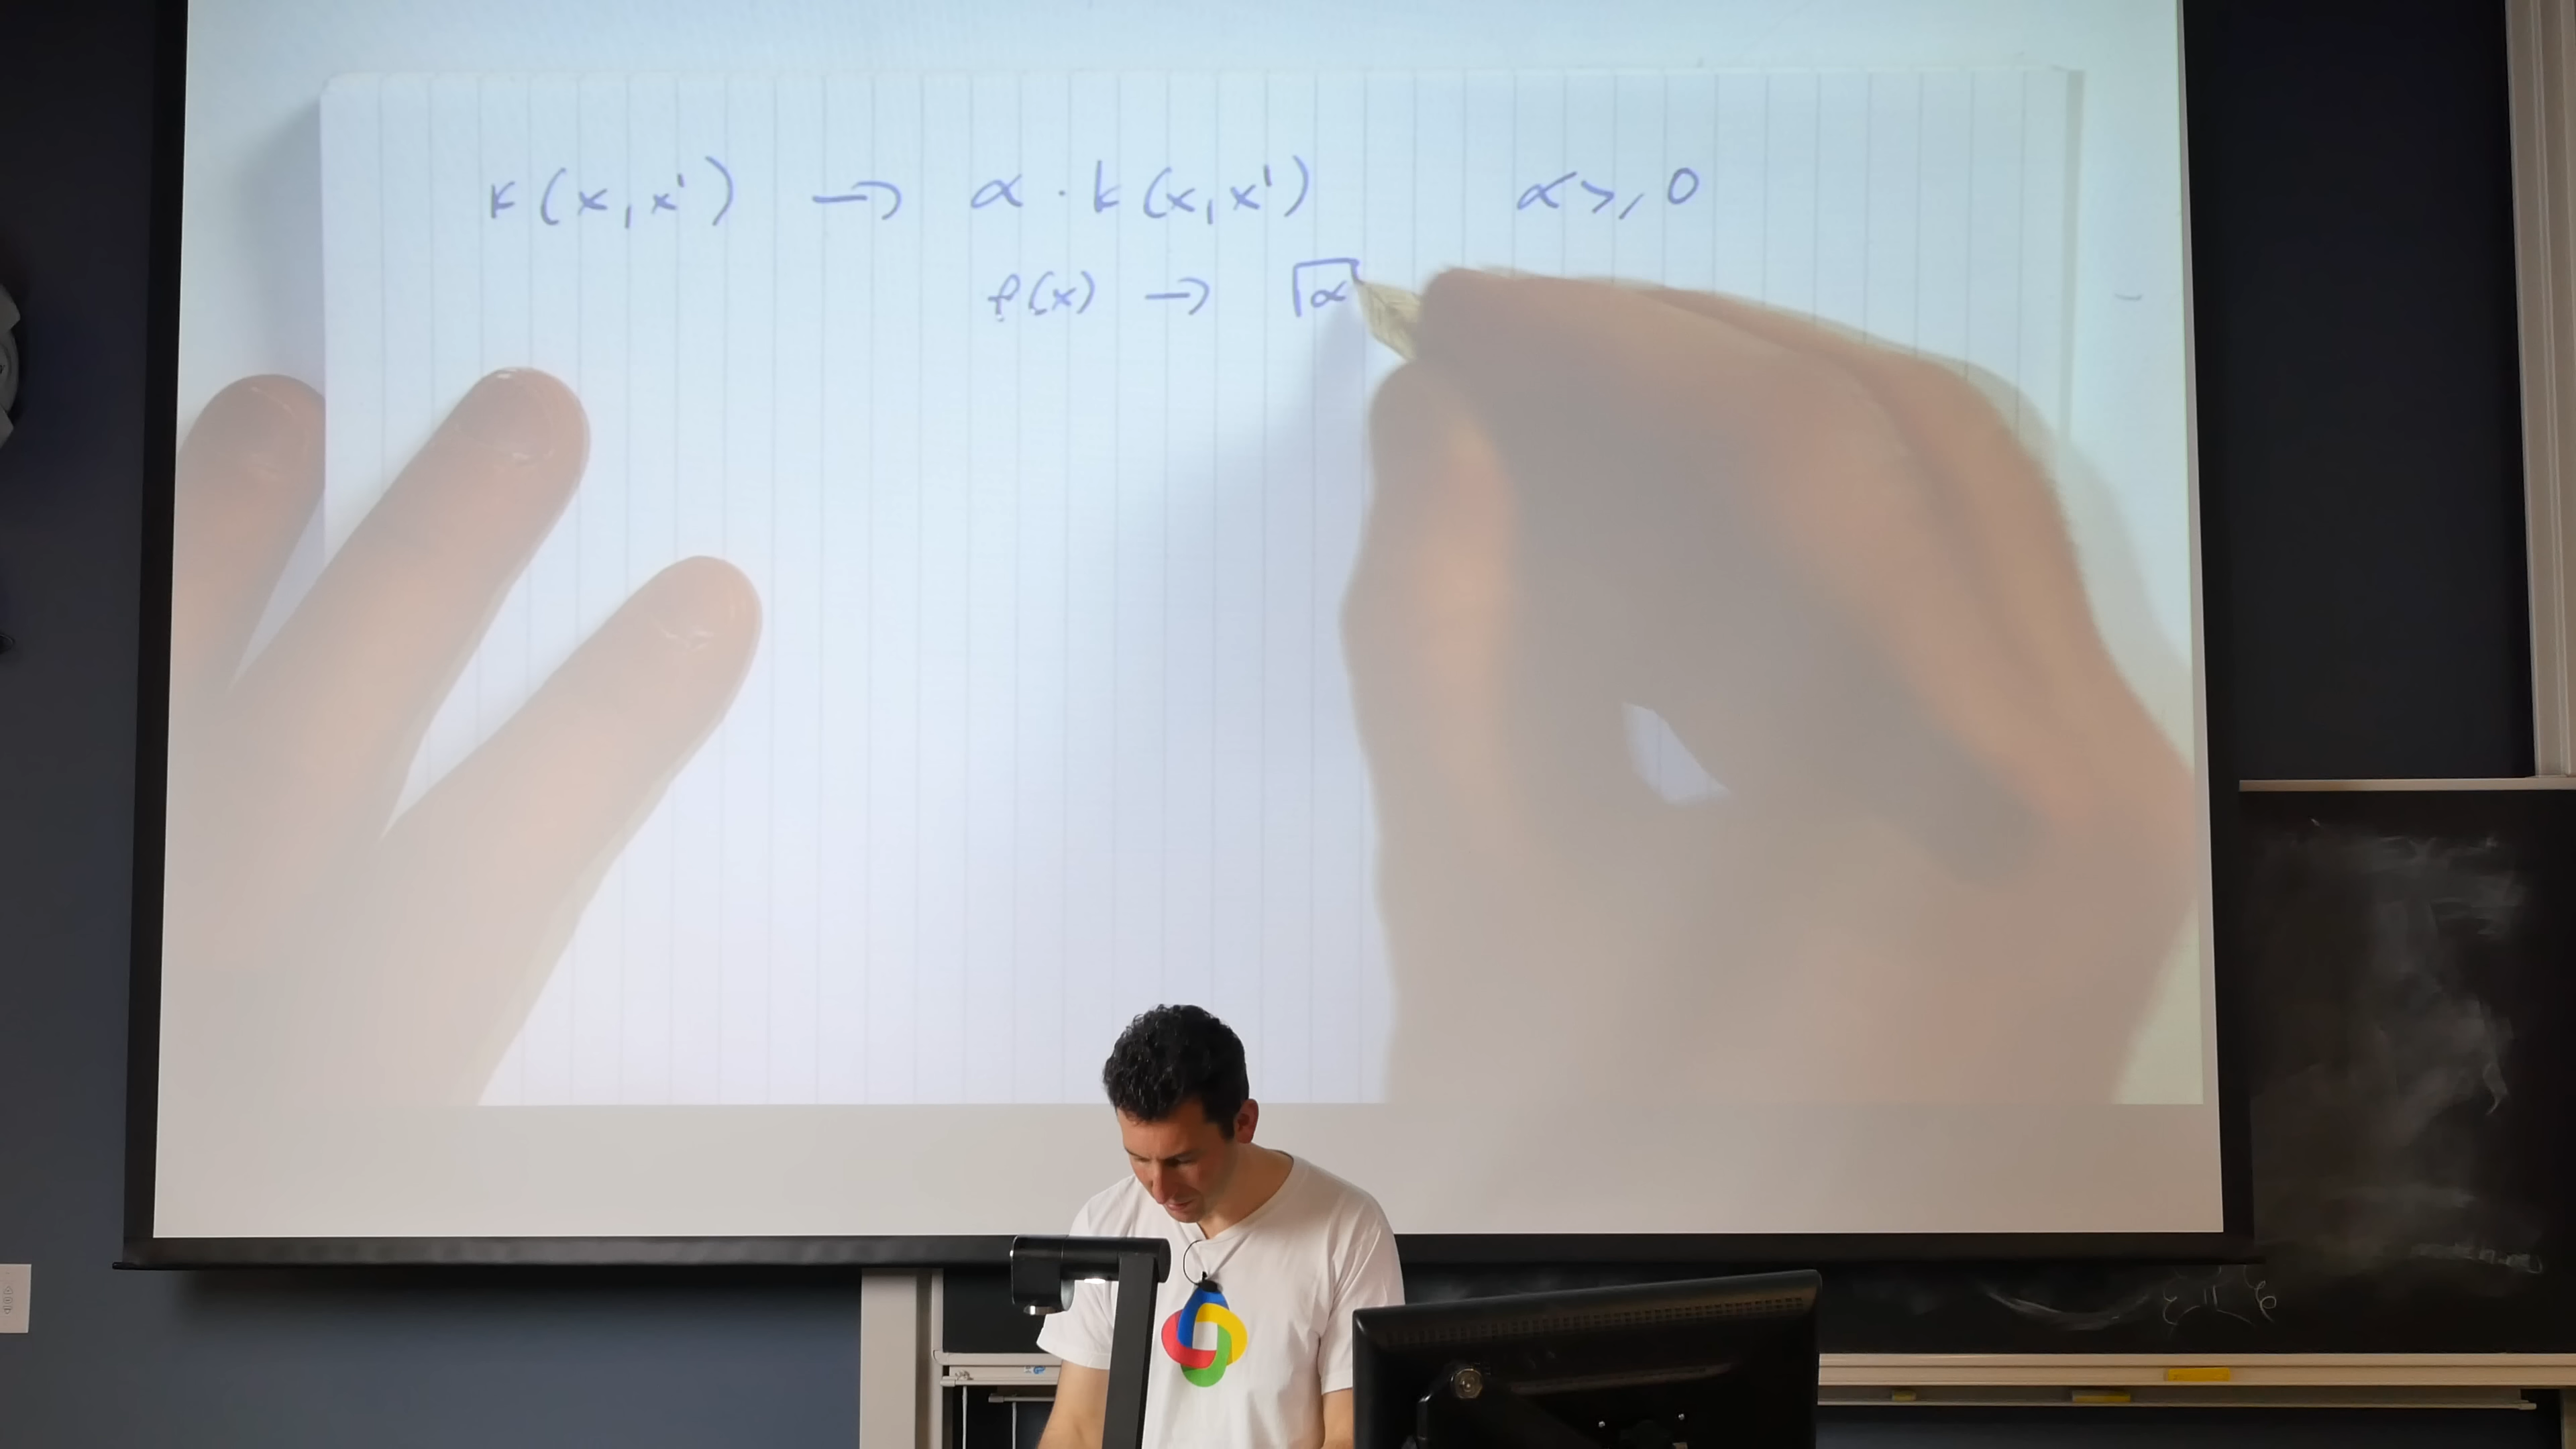 k(x,x') → α · k(x,x') α ⩾ 0
f(x) → √α